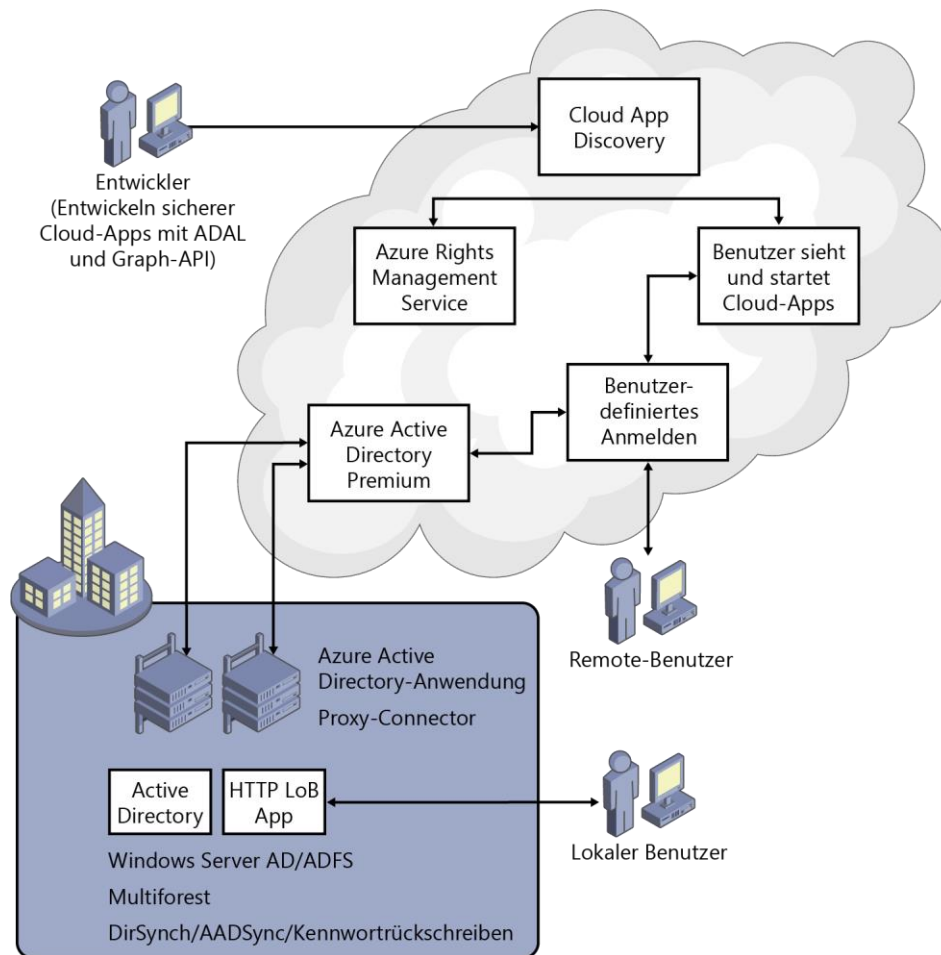 Cloud App
Discovery
Entwickler
(Entwickeln sicherer
Cloud-Apps mit ADAL
und Graph-API)
Azure Rights
Management
Service
Benutzer sieht
und startet
Cloud-Apps
Benutzer-
definiertes
Anmelden
Azure Active
Directory
Premium
Remote-Benutzer
Azure Active
Directory-Anwendung
Proxy-Connector
Active
Directory
HTTP LoB
App
Lokaler Benutzer
Windows Server AD/ADFS
Multiforest
DirSynch/AADSync/Kennwortrückschreiben